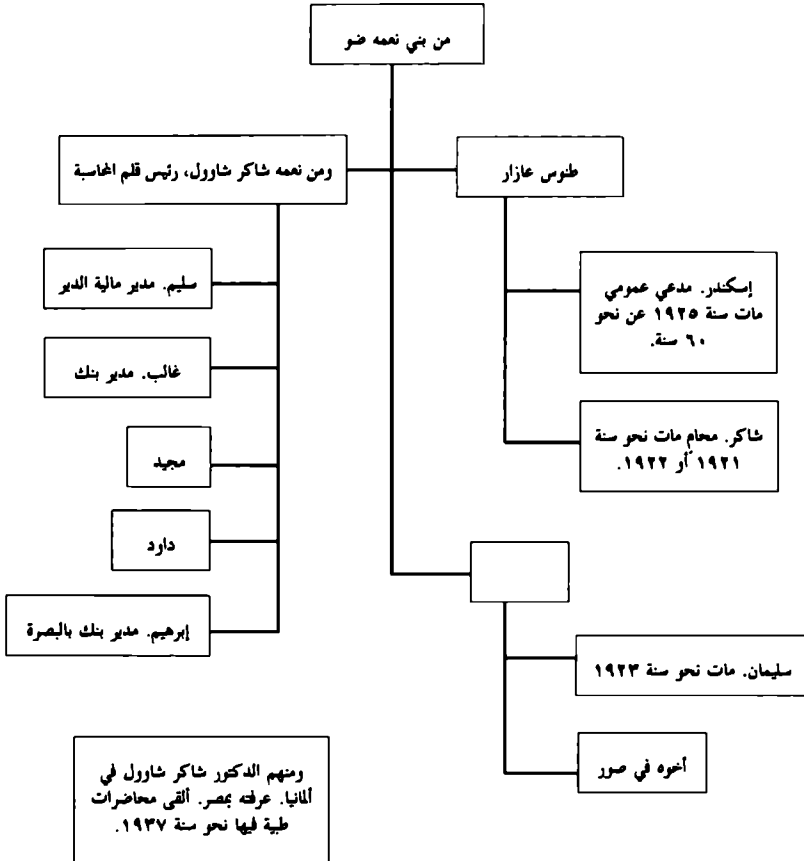 من بني نعمه ضو
طنوس عازار
ومن نعمه شاكر شاوول، رئيس قلم المحاسبة
إسكندر. مدعي عمومي
مات سنة ١٩٢٥ عن نحو
٦٠ سنة.
شاكر. محامٍ مات نحو سنة
١٩٢١ أو ١٩٢٢.
سليم. مدير مالية الدير
غالب. مدير بنك
مجيد
داود
إبرهيم. مدير بنك بالبصرة
سليمان. مات نحو سنة ١٩٢٣
أخوه في صور
ومنهم الدكتور شاكر شاوول في
ألمانيا. عرفته بمصر. ألقى محاضرات
طبية فيها نحو سنة ١٩٣٧.